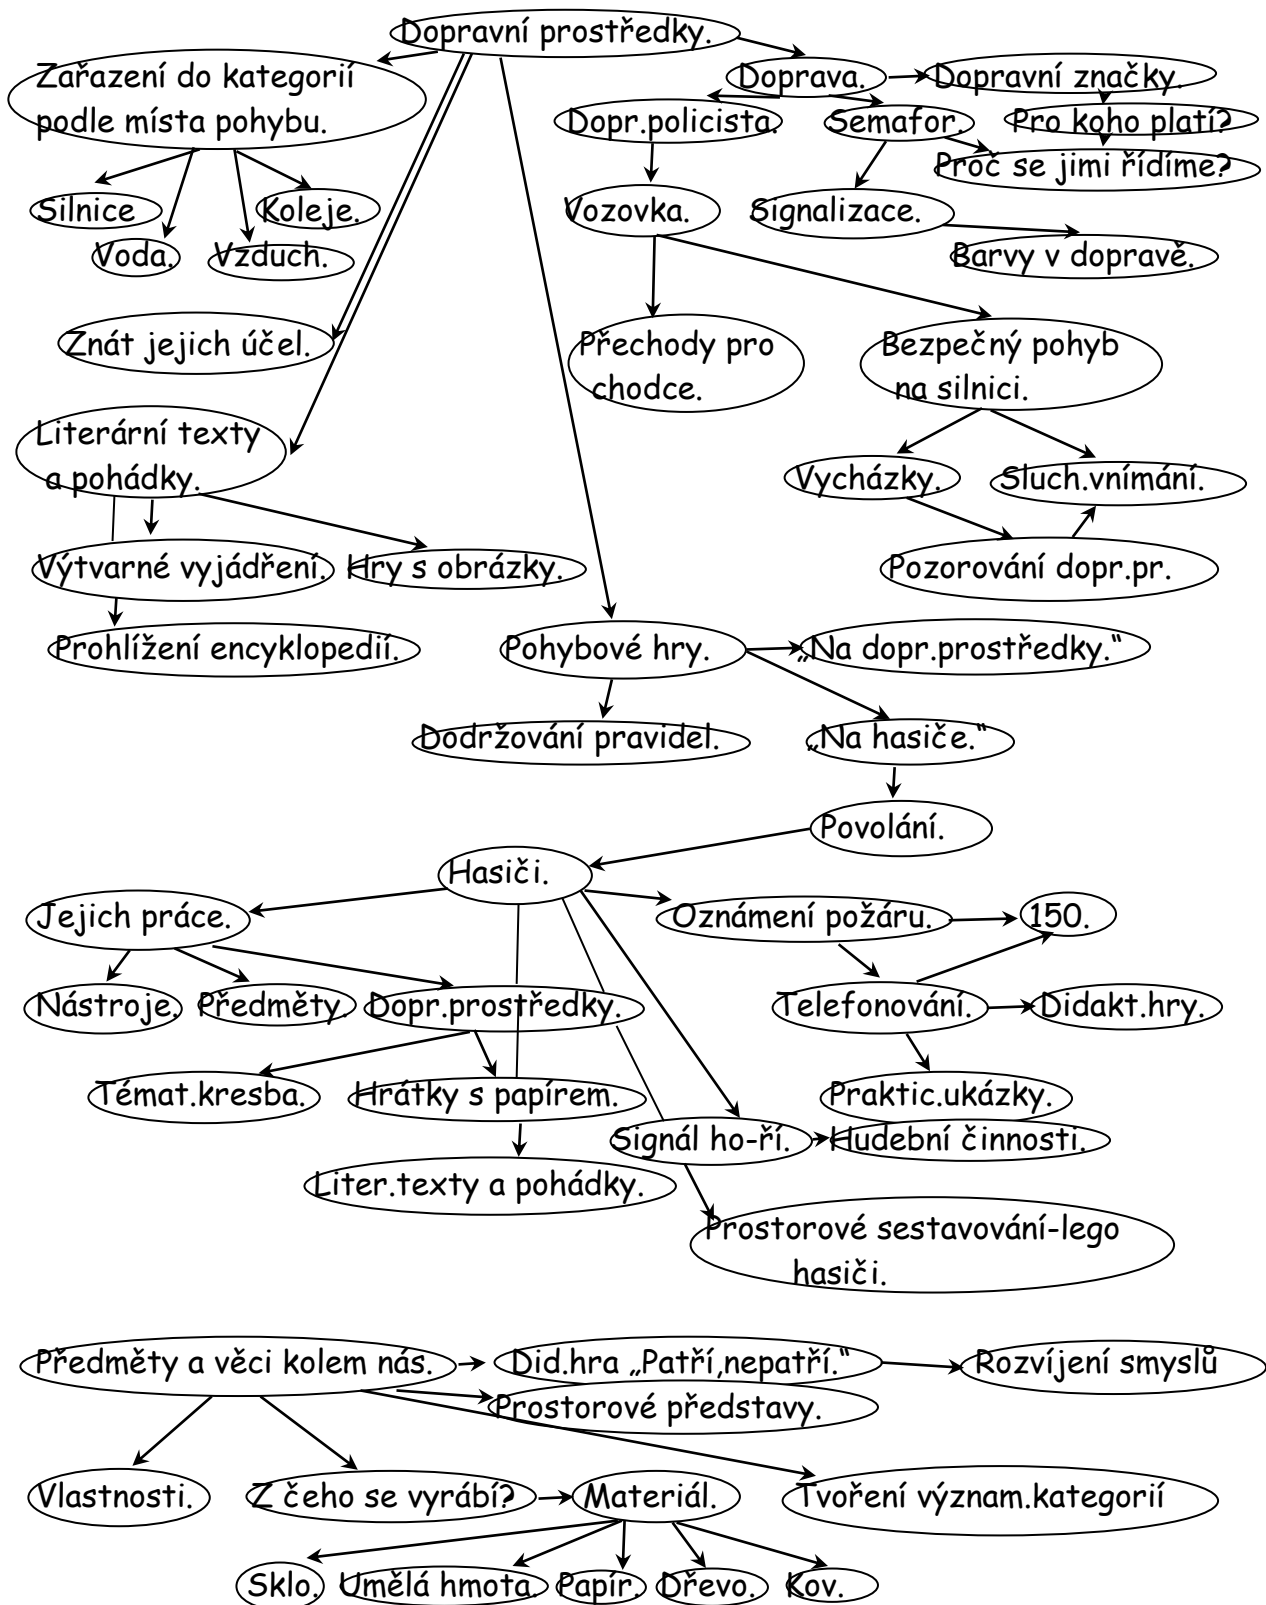 Dopravní prostředky.
Zařazení do kategorií
podle místa pohybu.
Doprava.
Dopravní značky.
Dopr.policista.
Semafor.
Pro koho platí?
Proč se jimi řídíme?
Silnice
Koleje.
Vozovka.
Signalizace.
Voda.
Vzduch.
Barvy v dopravě.
Znát jejich účel.
Přechody pro
chodce.
Bezpečný pohyb
na silnici.
Literární texty
a pohádky.
Vycházky.
Sluch.vnímání.
Výtvarné vyjádření.
Hry s obrázky.
Pozorování dopr.pr.
Prohlížení encyklopedií.
Pohybové hry.
„Na dopr.prostředky.“
Dodržování pravidel.
„Na hasiče.“
Povolání.
Hasiči.
Jejich práce.
Oznámení požáru.
150.
Nástroje.
Předměty.
Dopr.prostředky.
Telefonování.
Didakt.hry.
Témat.kresba.
Hrátky s papírem.
Praktic.ukázky.
Signál ho-ří.
Hudební činnosti.
Liter.texty a pohádky.
Prostorové sestavování-lego
hasiči.
Předměty a věci kolem nás.
Did.hra „Patří,nepatří.“
Rozvíjení smyslů
Prostorové představy.
Vlastnosti.
Z čeho se vyrábí?
Materiál.
Tvoření význam.kategorií
Sklo.
Umělá hmota.
Papír.
Dřevo.
Kov.